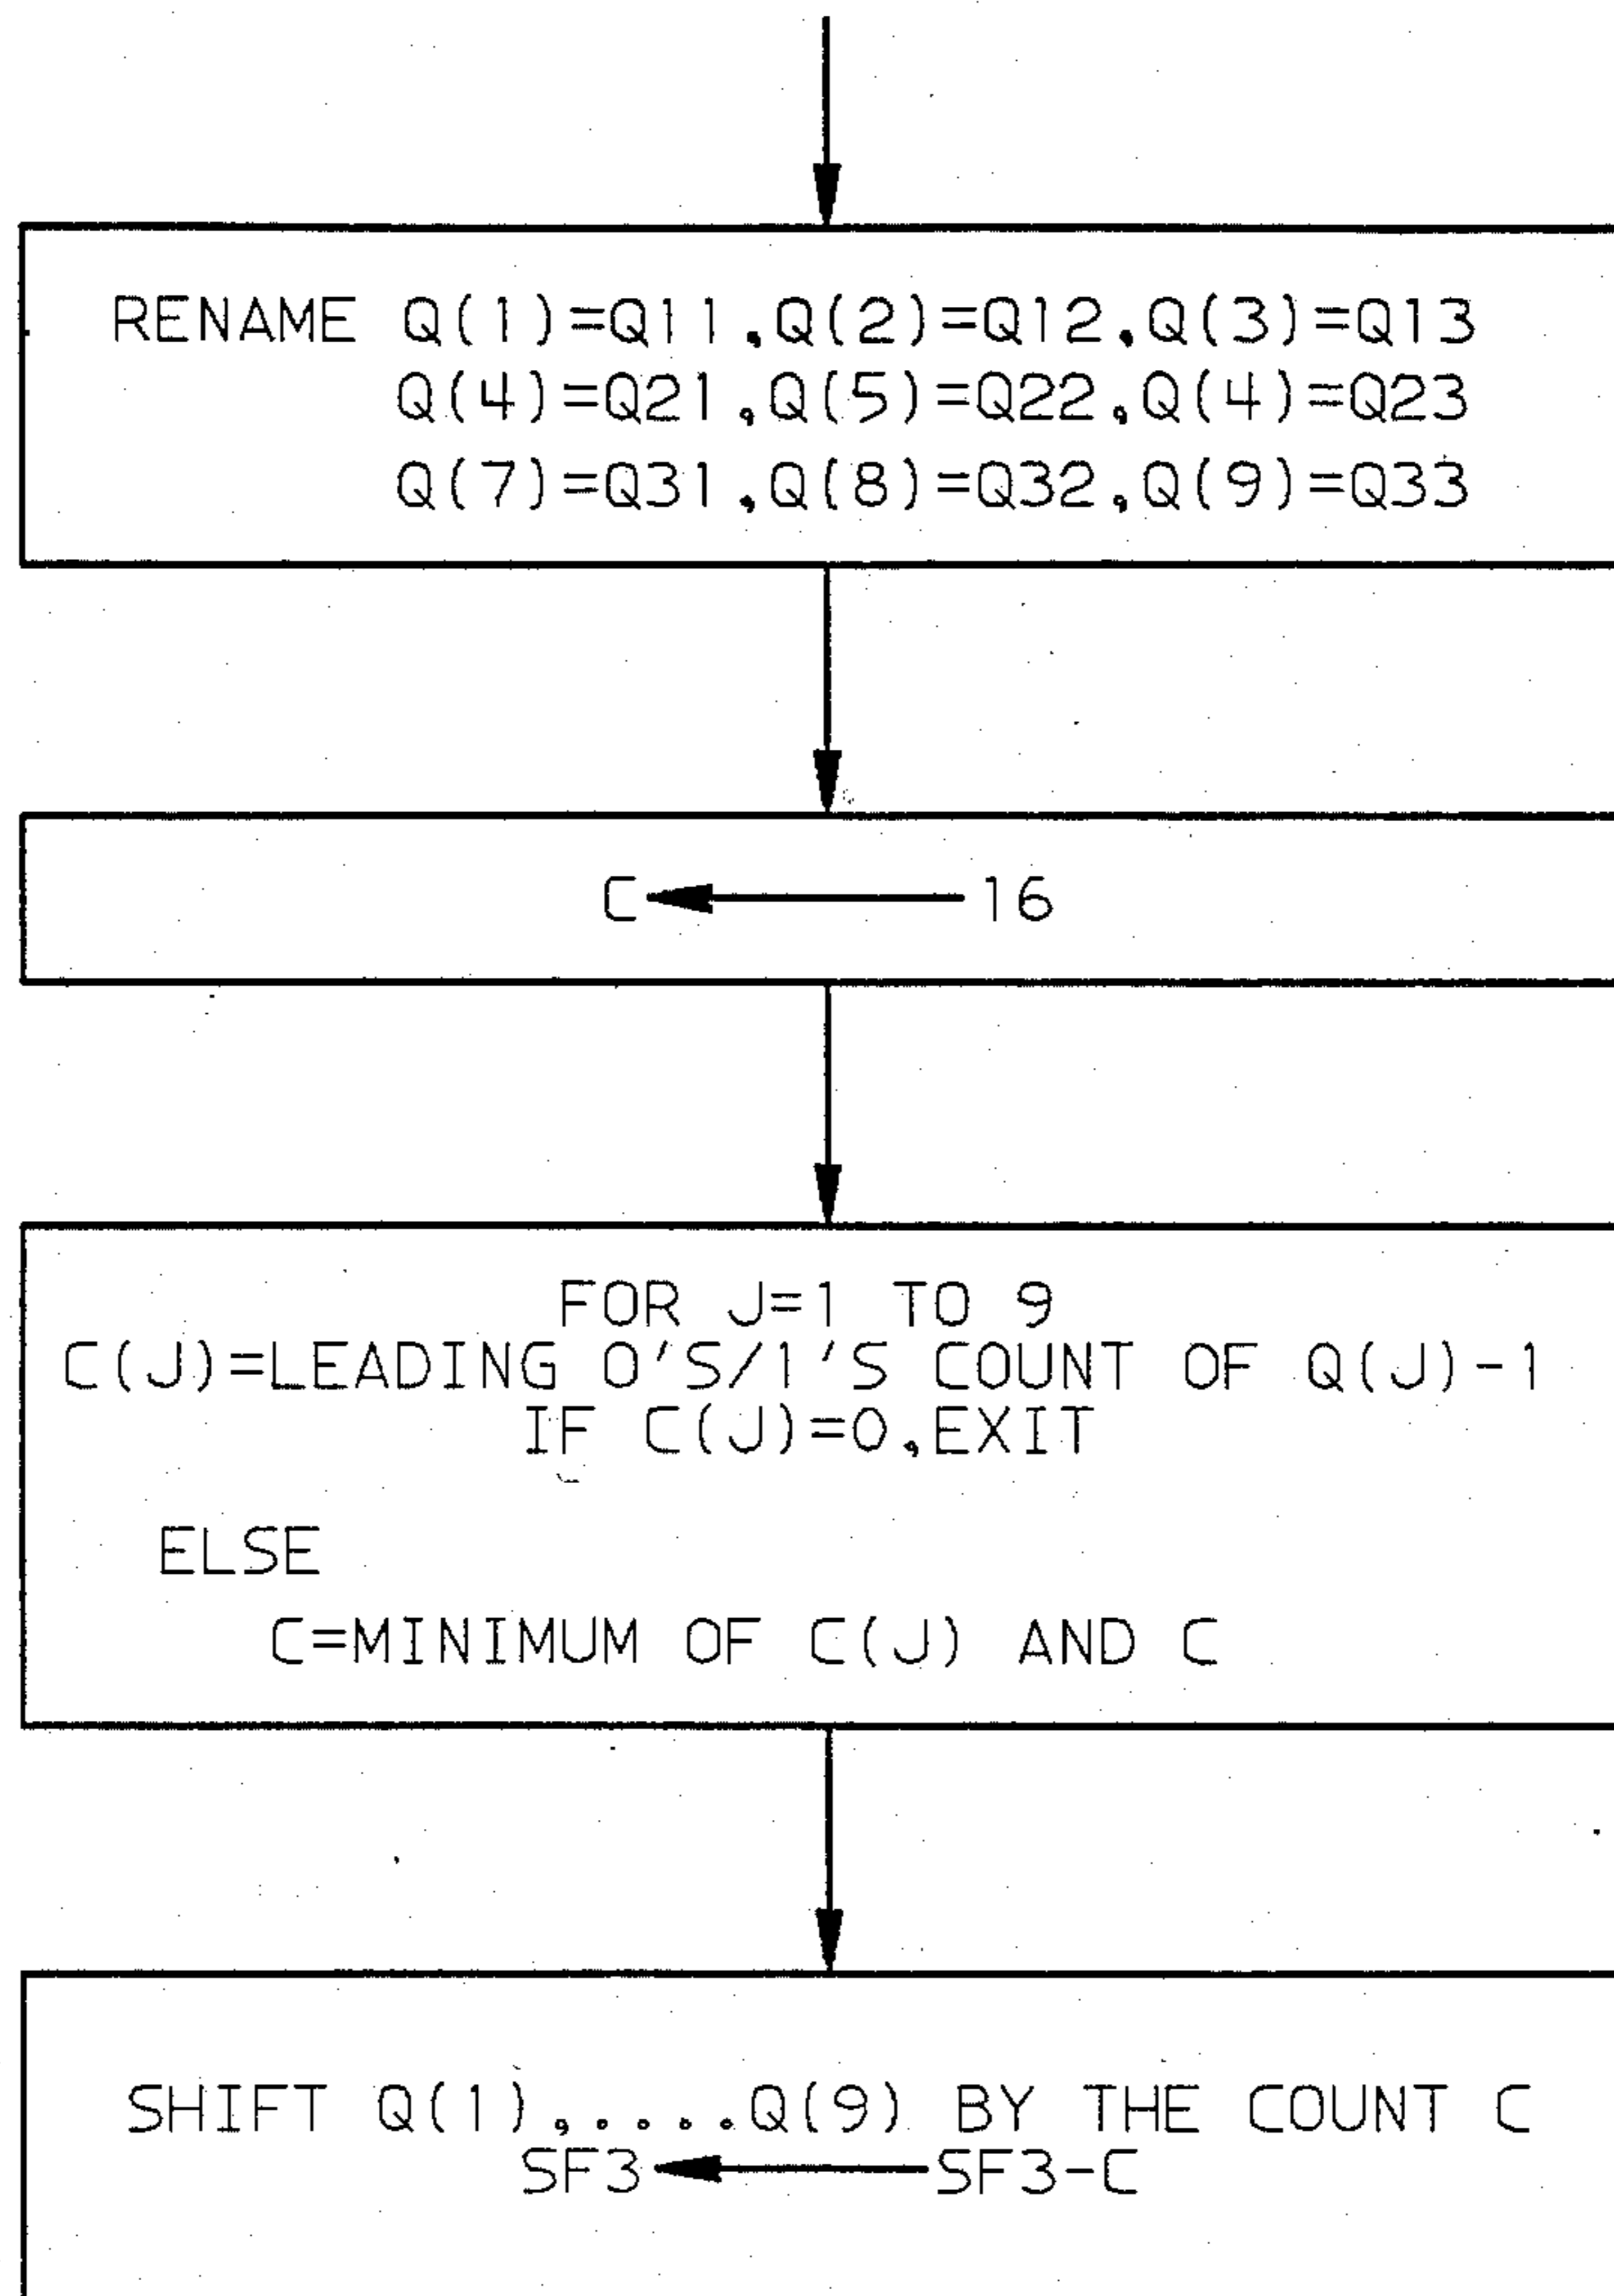 RENAME Q(1)=Q11,Q(2)=Q12,Q(3)=Q13
Q(4)=Q21,Q(5)=Q22,Q(4)=Q23
Q(7)=Q31,Q(8)=Q32,Q(9)=Q33
C 16
FOR J=1 TO 9
C(J)=LEADING 0'S/1'S COUNT OF Q(J)-1
IF C(J)=0,EXIT
ELSE
C=MINIMUM OF C(J) AND C
SHIFT Q(1),....Q(9) BY THE COUNT C
SF3 SF3-C